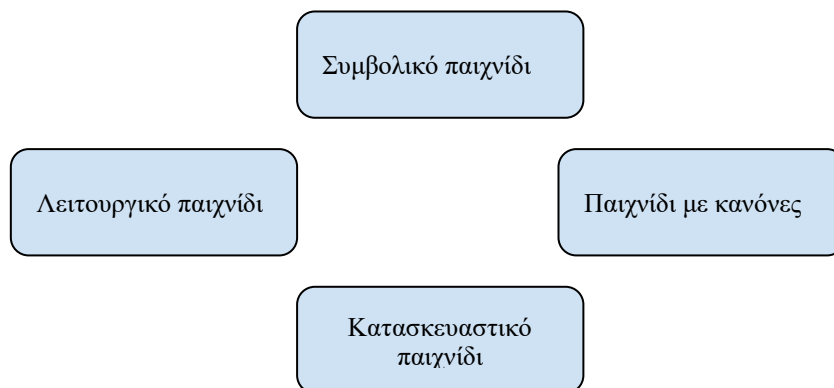 Συμβολικό παιχνίδι
Λειτουργικό παιχνίδι
Παιχνίδι με κανόνες
Κατασκευαστικό
παιχνίδι